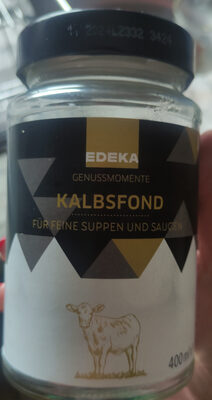 EDEKA
GENUSSMOMENTE
KALBSFOND
FÜR FEINE SUPPEN UND SAUCEN
400 ml